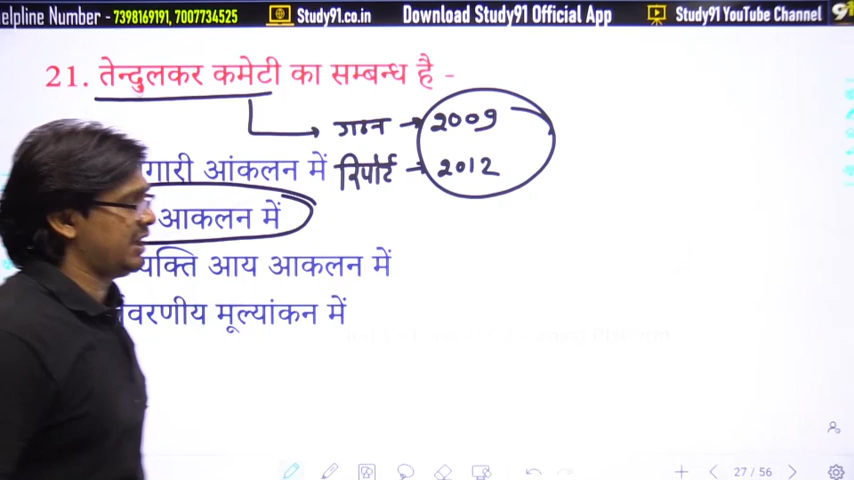 elpline Number - 7398169191, 7007734525 Study91.co.in Download Study91 Official App Study91 YouTube Channel 91
21. तेन्दुलकर कमेटी का सम्बन्ध है -
गठन → 2009
गारी आंकलन में रिपोर्ट → 2012
आकलन में
यक्ति आय आकलन में
वरणीय मूल्यांकन में
27 / 56